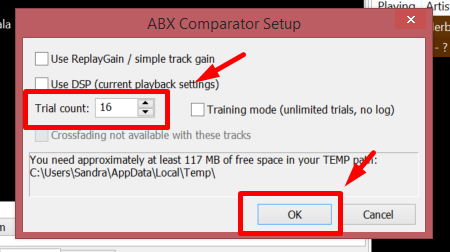 Playing Artis
ABX Comparator Setup
ala
erb
- ?
Use ReplayGain / simple track gain
Use DSP (current playback settings)
Trial count: 16
Training mode (unlimited trials, no log)
Crossfading not available with these tracks
You need approximately at least 117 MB of free space in your TEMP path:
C:\Users\Sandra\AppData\Local\Temp\
m
OK Cancel